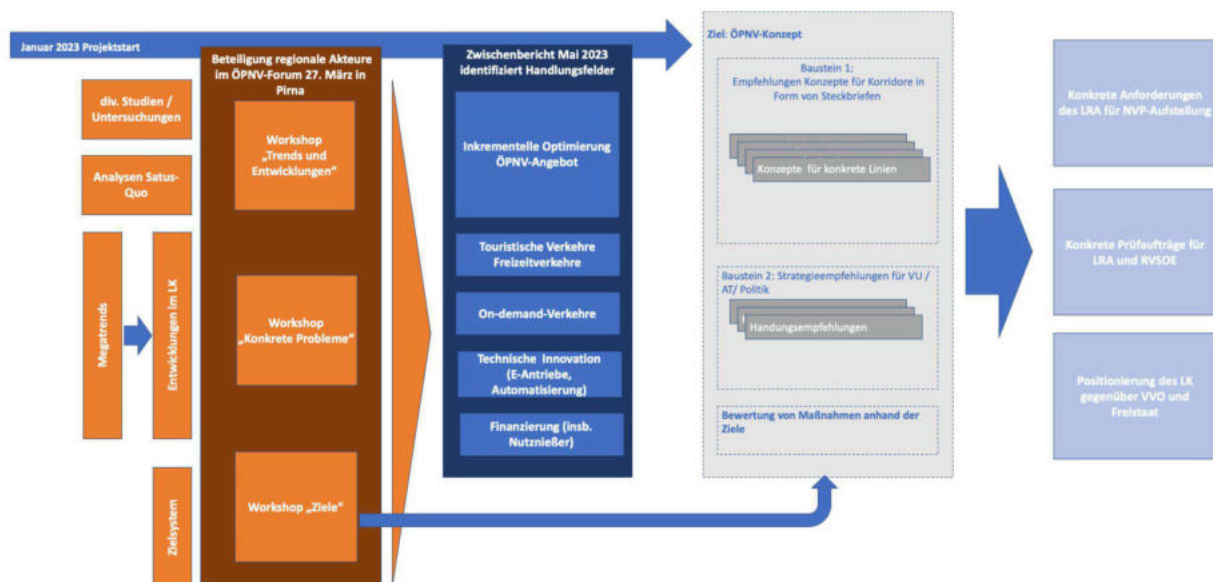 Januar 2023 Projektstart
div. Studien /
Untersuchungen
Analysen Satus-
Quo
Megatrends
Entwicklungen im LK
Zielsystem
Beteiligung regionale Akteure
im ÖPNV-Forum 27. März in
Pirna
Workshop
„Trends und
Entwicklungen“
Workshop
„Konkrete Probleme“
Workshop „Ziele“
Zwischenbericht Mai 2023
identifiziert Handlungsfelder
Inkrementelle Optimierung
ÖPNV-Angebot
Touristische Verkehre
Freizeitverkehre
On-demand-Verkehre
Technische Innovation
(E-Antriebe,
Automatisierung)
Finanzierung (insb.
Nutznießer)
Ziel: ÖPNV-Konzept
Baustein 1:
Empfehlungen Konzepte für Korridore in
Form von Steckbriefen
Konzepte für konkrete Linien
Baustein 2: Strategieempfehlungen für VU /
AT/ Politik
Handungsempfehlungen
Bewertung von Maßnahmen anhand der
Ziele
Konkrete Anforderungen
des LRA für NVP-Aufstellung
Konkrete Prüfaufträge für
LRA und RVSOE
Positionierung des LK
gegenüber VVO und
Freistaat